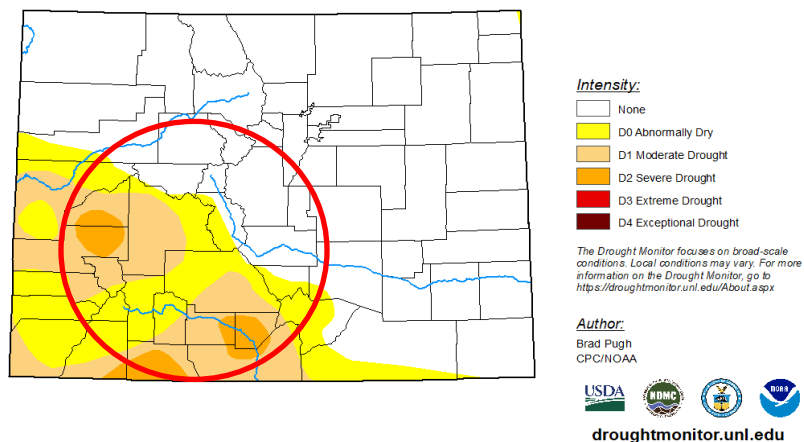 Intensity:
None
D0 Abnormally Dry
D1 Moderate Drought
D2 Severe Drought
D3 Extreme Drought
D4 Exceptional Drought
The Drought Monitor focuses on broad-scale
conditions. Local conditions may vary. For more
information on the Drought Monitor, go to
https://droughtmonitor.unl.edu/About.aspx
Author:
Brad Pugh
CPC/NOAA
USDA
NDMC
NOAA
droughtmonitor.unl.edu